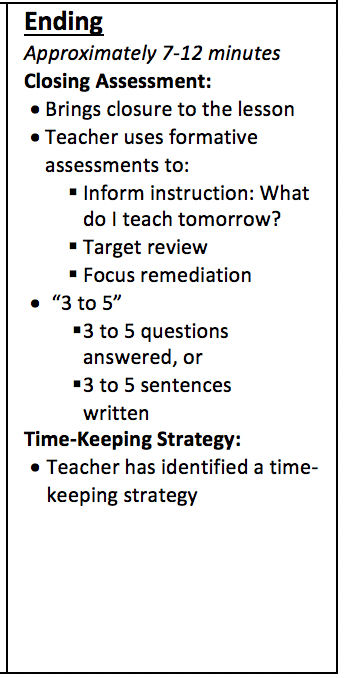 Ending
Approximately 7-12 minutes
Closing Assessment:
• Brings closure to the lesson
• Teacher uses formative
assessments to:
▪ Inform instruction: What
do I teach tomorrow?
▪ Target review
▪ Focus remediation
• “3 to 5”
▪3 to 5 questions
answered, or
▪3 to 5 sentences
written
Time-Keeping Strategy:
• Teacher has identified a time-
keeping strategy